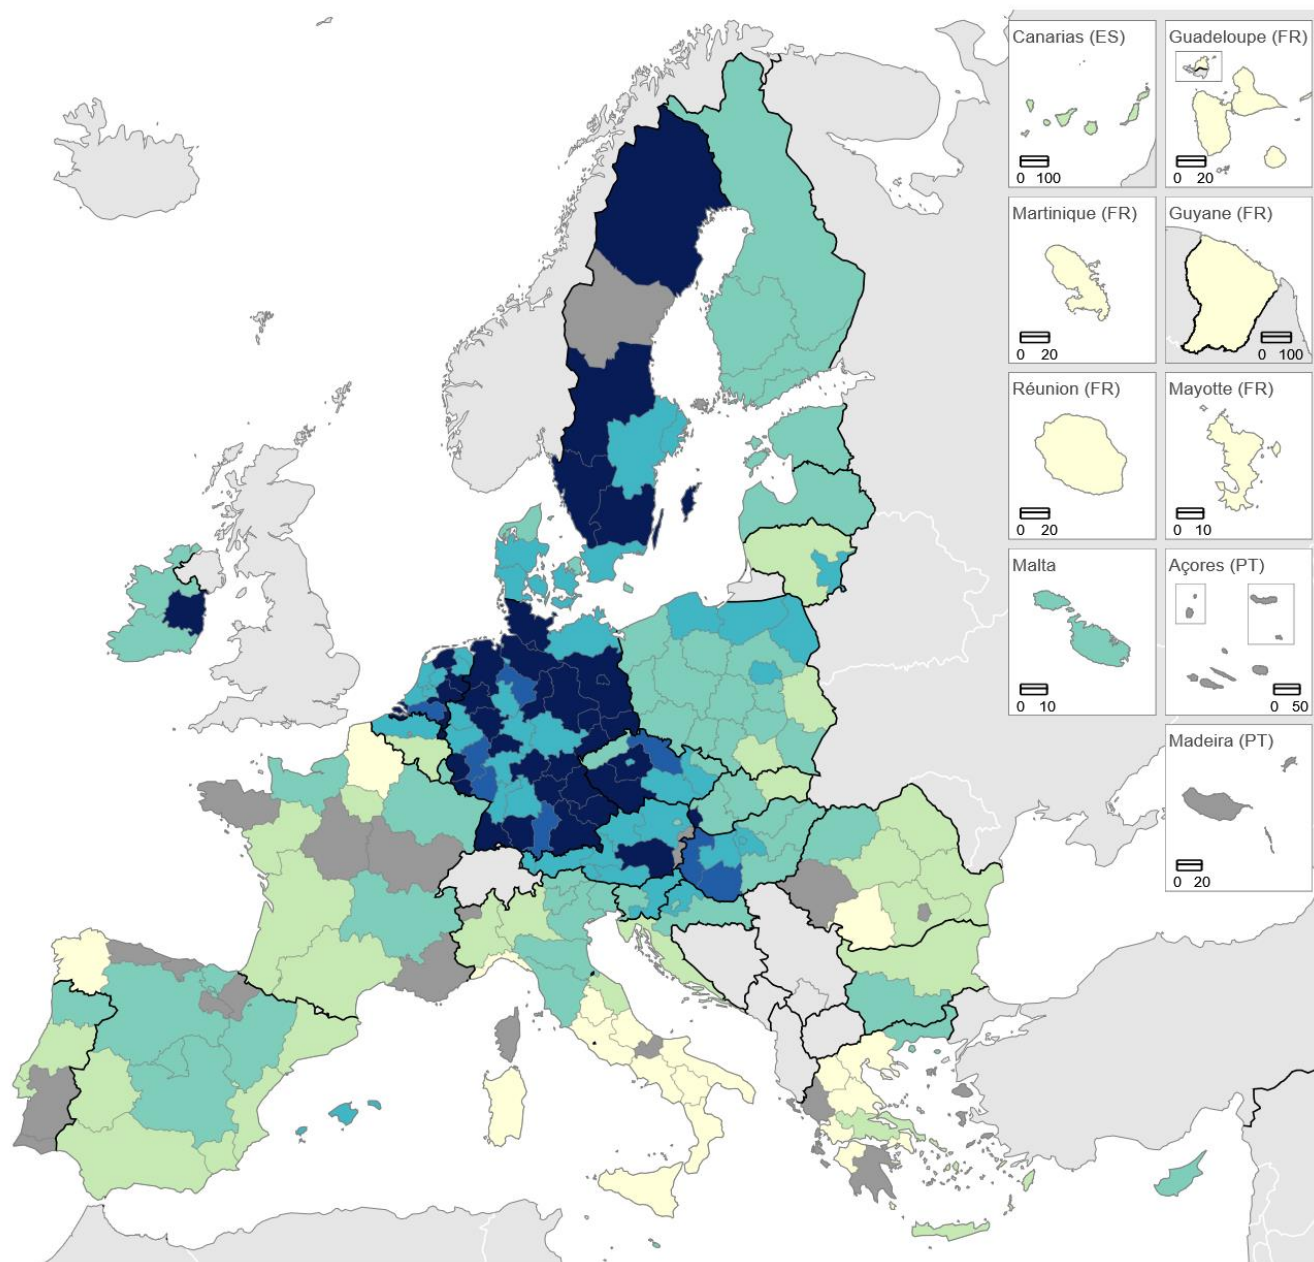 Canarias (ES)
0 100
Guadeloupe (FR)
0 20
Martinique (FR)
0 20
Guyane (FR)
0 100
Réunion (FR)
0 20
Mayotte (FR)
0 10
Malta
0 10
Açores (PT)
0 50
Madeira (PT)
0 20